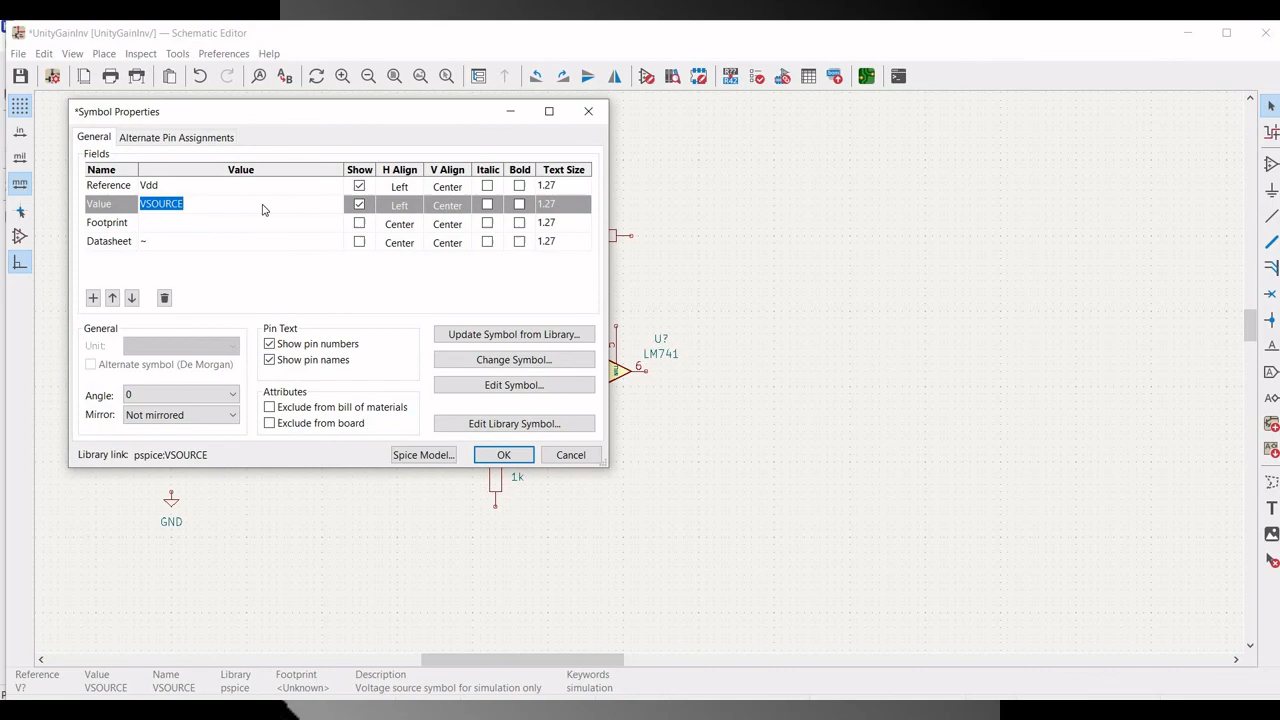 *UnityGainInv [UnityGainInv/] — Schematic Editor
File Edit View Place Inspect Tools Preferences Help
*Symbol Properties
General Alternate Pin Assignments
Fields
Name Value Show H Align V Align Italic Bold Text Size
Reference Vdd Left Center 1.27
Value VSOURCE Left Center 1.27
Footprint Center Center 1.27
Datasheet ~ Center Center 1.27
General
Unit:
Alternate symbol (De Morgan)
Angle: 0
Mirror: Not mirrored
Pin Text
Show pin numbers
Show pin names
Attributes
Exclude from bill of materials
Exclude from board
Update Symbol from Library...
Change Symbol...
Edit Symbol...
Edit Library Symbol...
Library link: pspice:VSOURCE
Spice Model... OK Cancel
in
mil
mm
U?
LM741
6
1k
GND
Reference Value Name Library Footprint Description Keywords
V? VSOURCE VSOURCE pspice <Unknown> Voltage source symbol for simulation only simulation